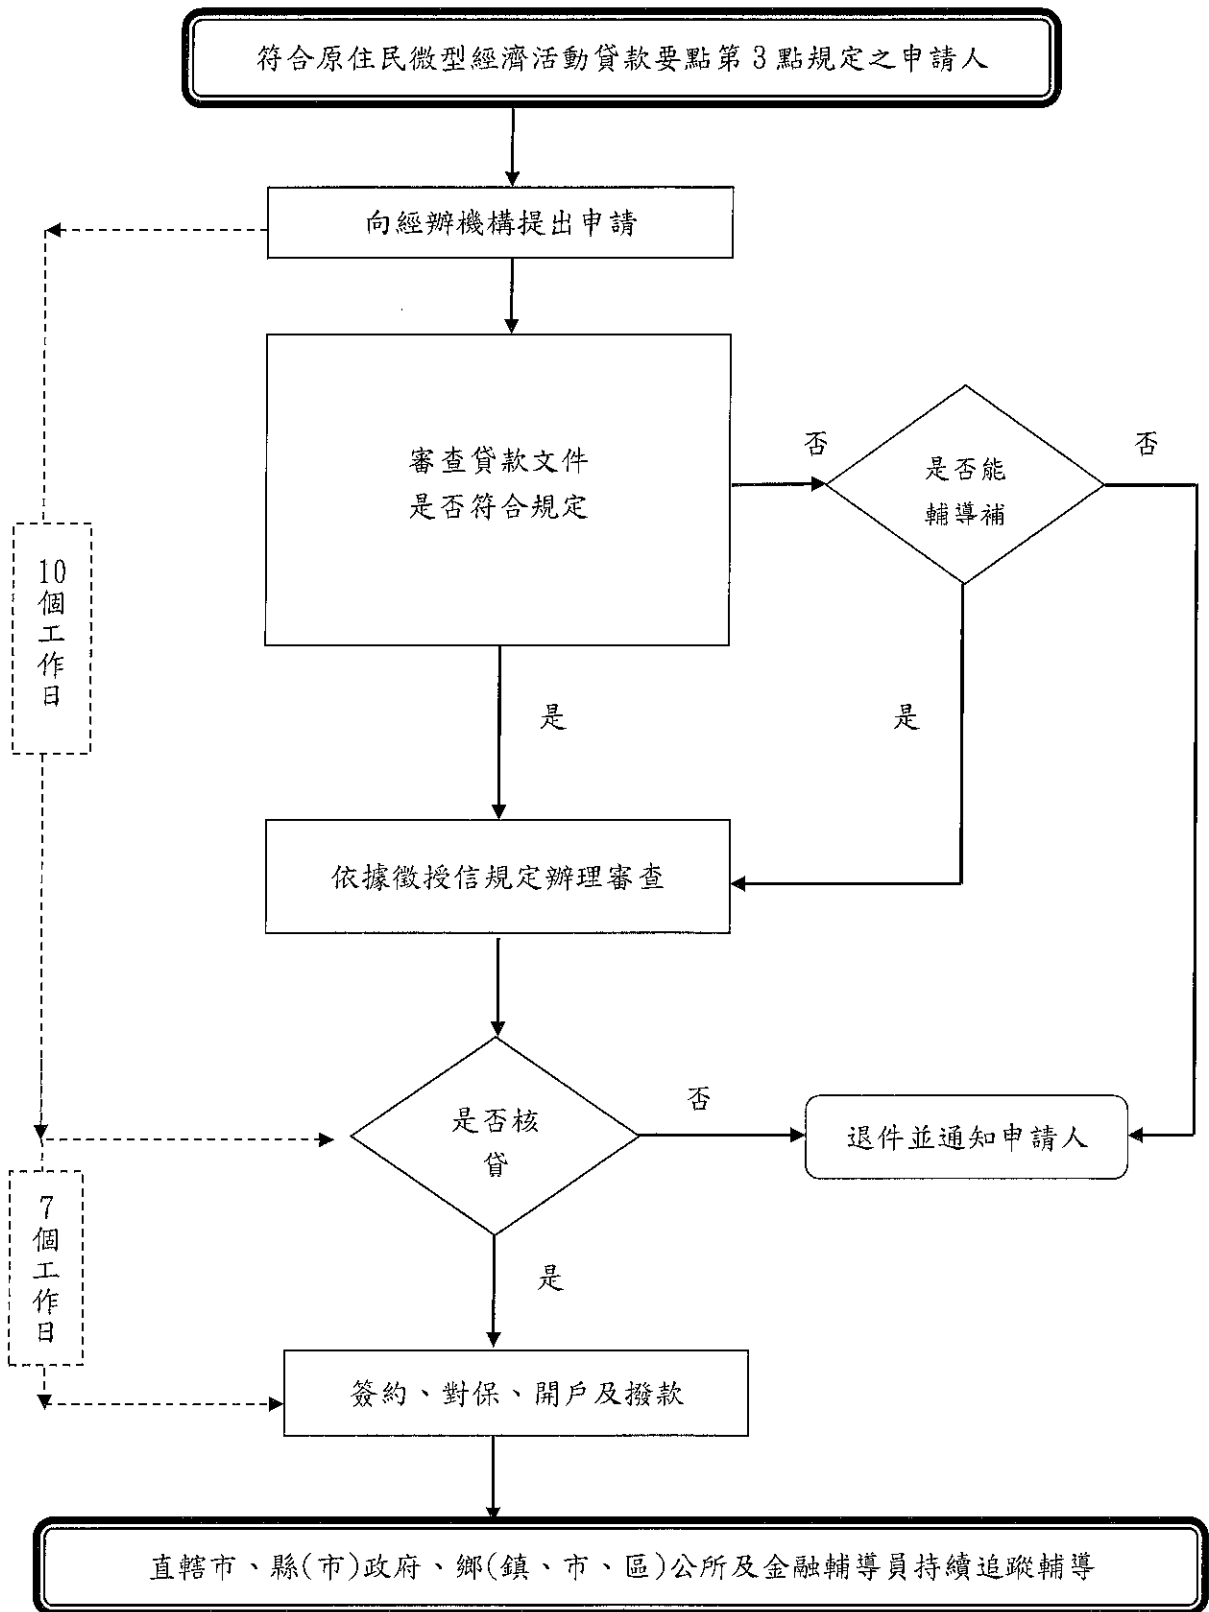 符合原住民微型經濟活動貸款要點第3點規定之申請人
向經辦機構提出申請
審查貸款文件
是否符合規定
否
是否能
輔導補
否
10
個
工
作
日
是
是
依據徵授信規定辦理審查
是否核
貸
否
退件並通知申請人
7
個
工
作
日
是
簽約、對保、開戶及撥款
直轄市、縣(市)政府、鄉(鎮、市、區)公所及金融輔導員持續追蹤輔導